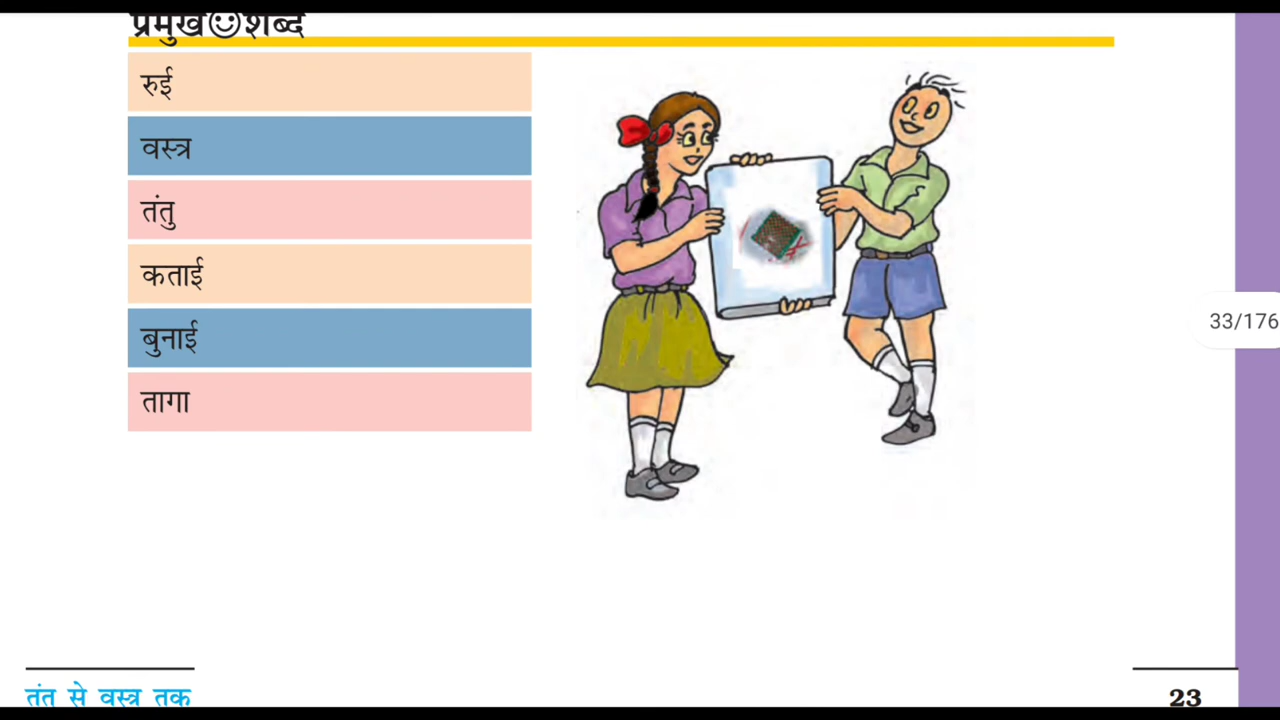 प्रमुख शब्द
रुई
वस्त्र
तंतु
कताई
बुनाई
तागा
33/176
तंतु से वस्त्र तक
23